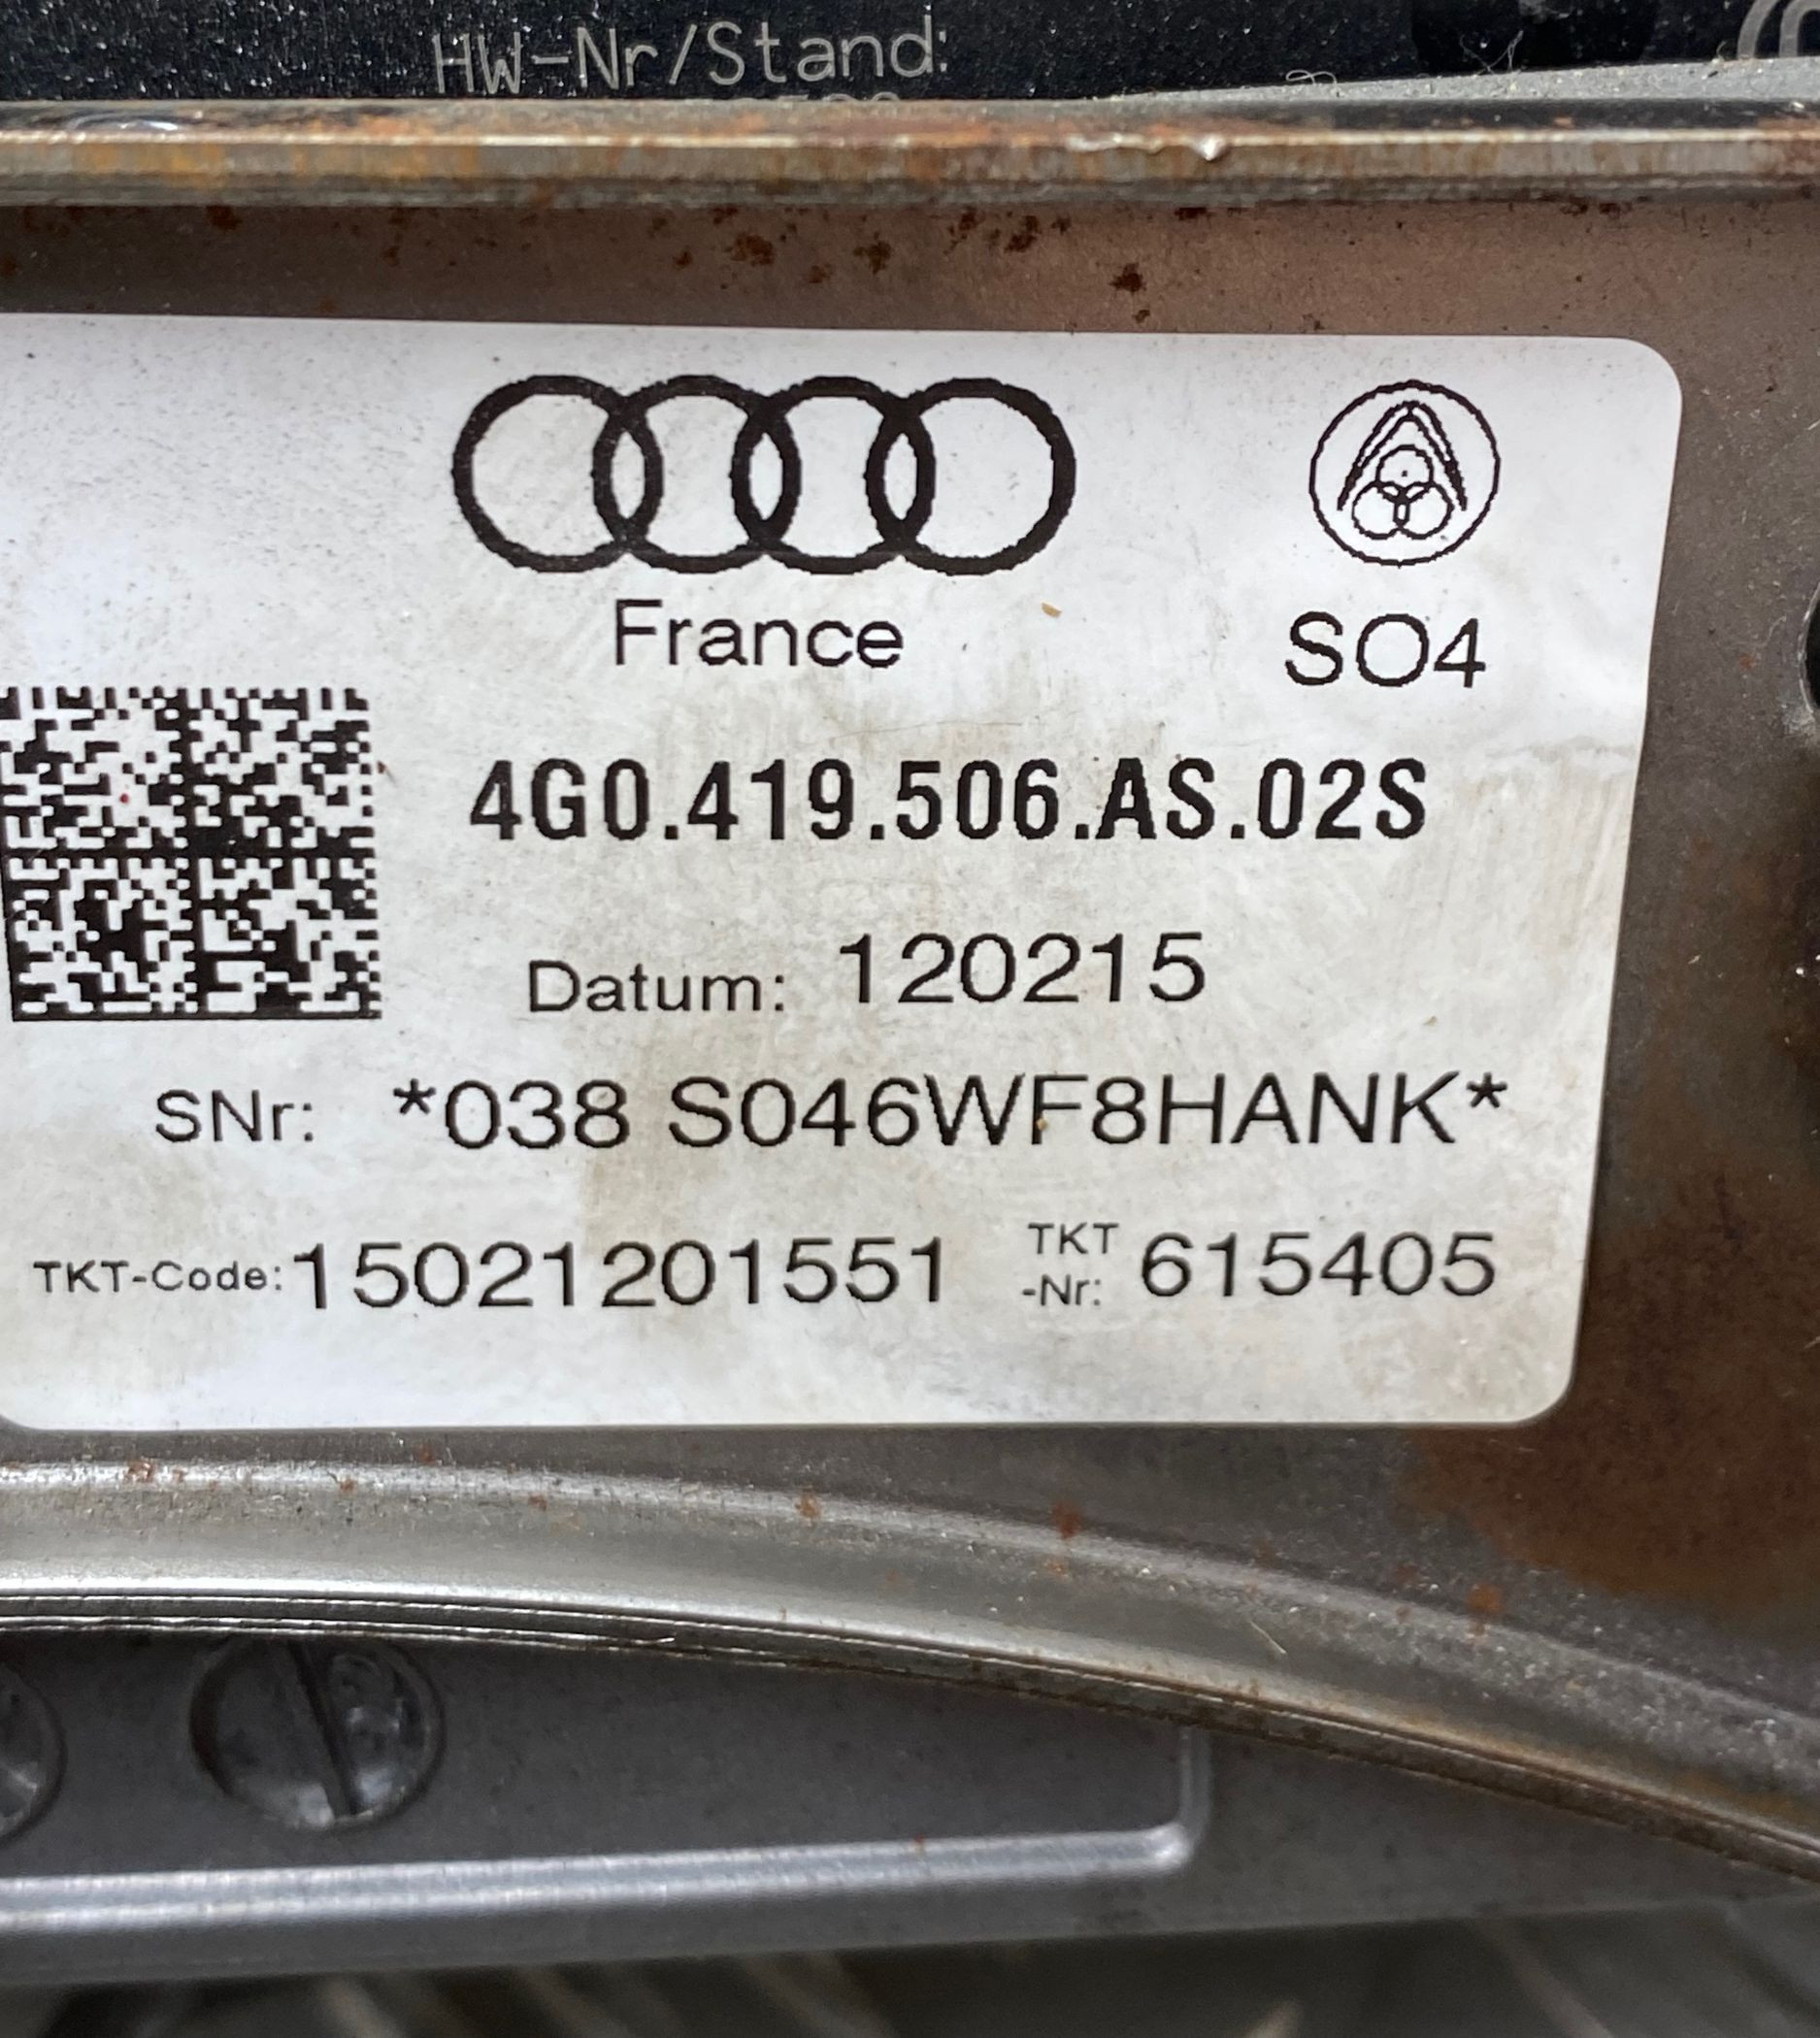 HW-Nr/Stand:
France
SO4
4G0.419.506.AS.02S
Datum: 120215
SNr: *038 S046WF8HANK*
TKT-Code: 15021201551 TKT -Nr: 615405